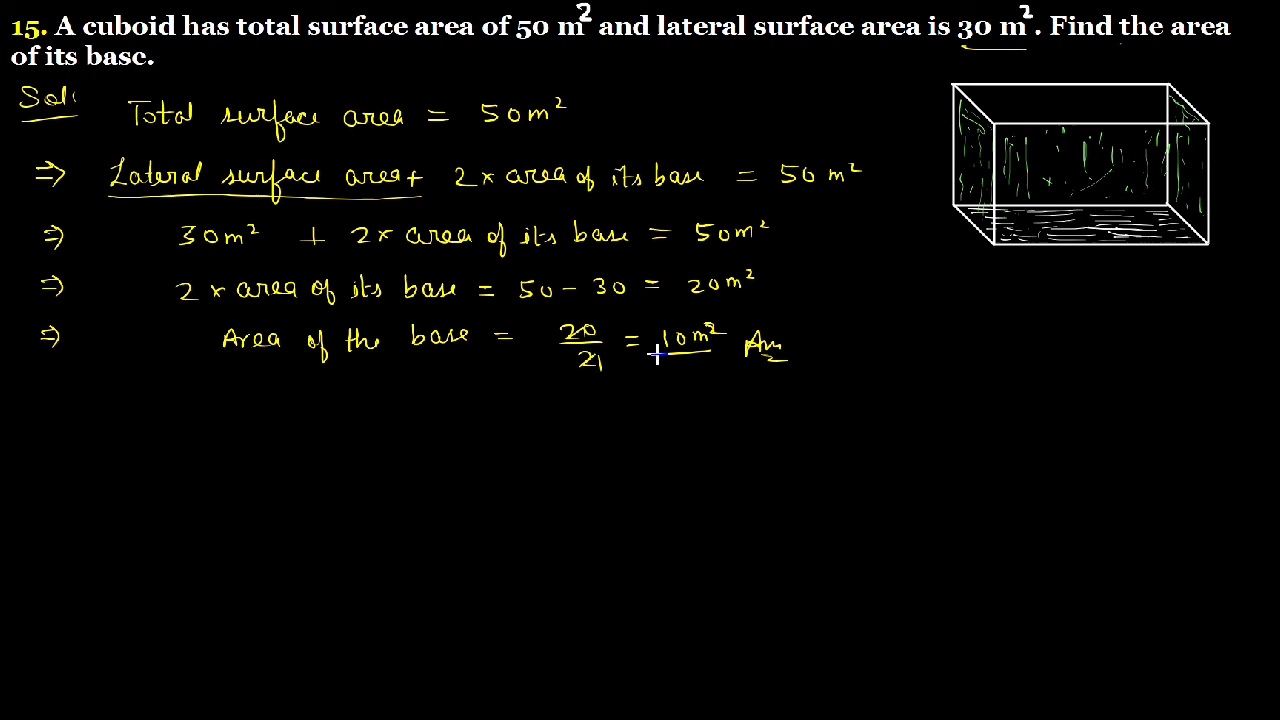 15. A cuboid has total surface area of 50 m² and lateral surface area is 30 m². Find the area
of its base.
Sol:
Total surface area = 50m²
⇒ Lateral surface area + 2 × area of its base = 50 m²
⇒ 30m² + 2 × area of its base = 50m²
⇒ 2 × area of its base = 50 - 30 = 20m²
⇒ Area of the base = 20/21 = 10m² Ans